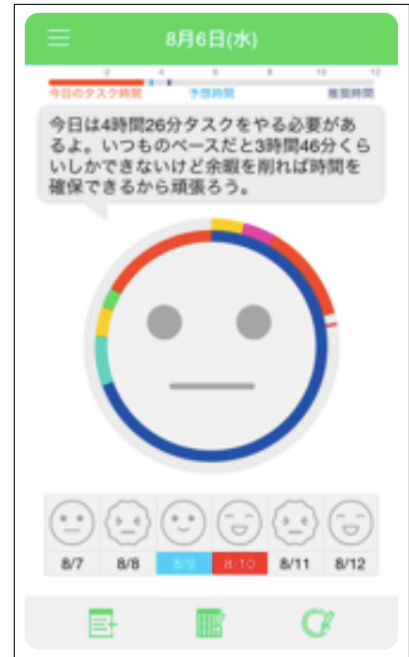 8月6日(水)
2 4 6 8 10 12
今日のタスク時間 予想時間 推奨時間
今日は4時間26分タスクをやる必要があ
るよ。いつものペースだと3時間46分くら
いしかできないけど余暇を削れば時間を
確保できるから頑張ろう。
8/7 8/8 8/9 8/10 8/11 8/12